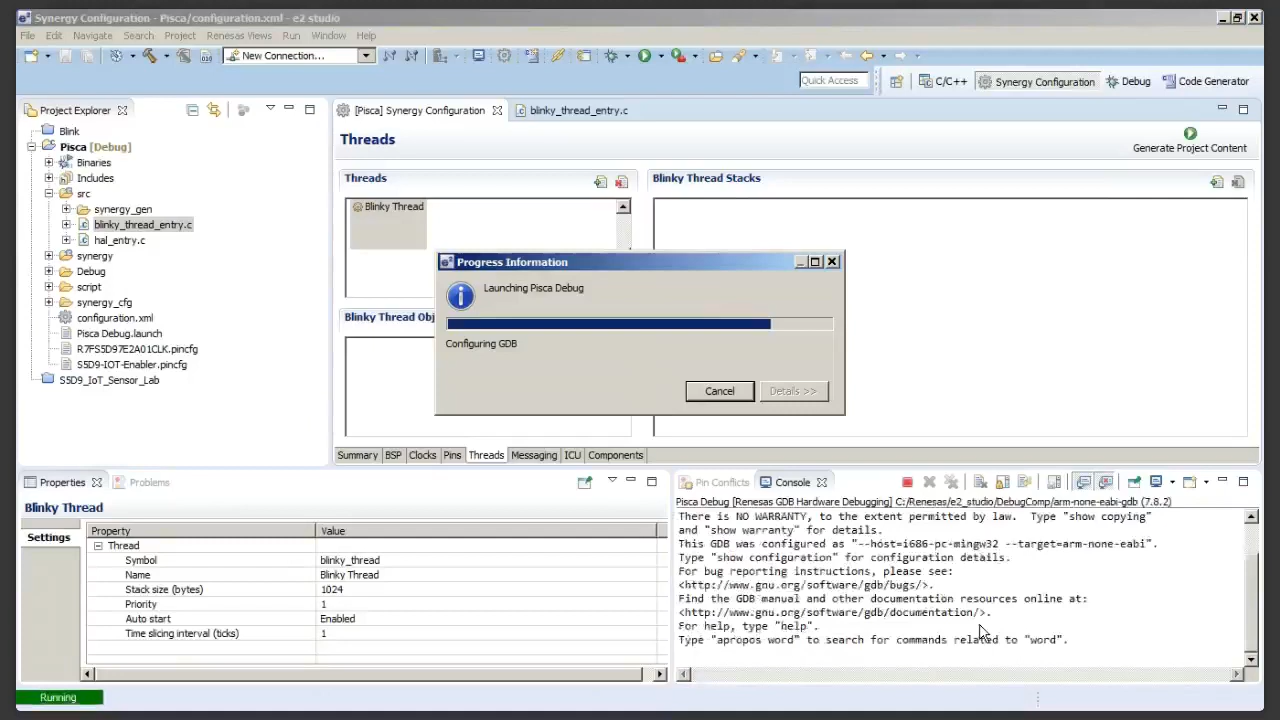 Synergy Configuration - Pisca/configuration.xml - e2 studio
File Edit Navigate Search Project Renesas Views Run Window Help
New Connection...
Quick Access
C/C++ Synergy Configuration Debug Code Generator
Project Explorer
Blink
Pisca [Debug]
Binaries
Includes
src
synergy_gen
blinky_thread_entry.c
hal_entry.c
synergy
Debug
script
synergy_cfg
configuration.xml
Pisca Debug.launch
R7FS5D97E2A01CLK.pincfg
S5D9-IOT-Enabler.pincfg
S5D9_IoT_Sensor_Lab
[Pisca] Synergy Configuration blinky_thread_entry.c
Threads
Generate Project Content
Threads
Blinky Thread
Blinky Thread Stacks
Blinky Thread Obj
Progress Information
Launching Pisca Debug
Configuring GDB
Cancel Details >>
Summary BSP Clocks Pins Threads Messaging ICU Components
Properties Problems
Blinky Thread
Settings
Property Value
Thread
Symbol blinky_thread
Name Blinky Thread
Stack size (bytes) 1024
Priority 1
Auto start Enabled
Time slicing interval (ticks) 1
Pin Conflicts Console
Pisca Debug [Renesas GDB Hardware Debugging] C:/Renesas/e2_studio/DebugComp/arm-none-eabi-gdb (7.8.2)
There is NO WARRANTY, to the extent permitted by law. Type "show copying"
and "show warranty" for details.
This GDB was configured as "--host=i686-pc-mingw32 --target=arm-none-eabi".
Type "show configuration" for configuration details.
For bug reporting instructions, please see:
<http://www.gnu.org/software/gdb/bugs/>.
Find the GDB manual and other documentation resources online at:
<http://www.gnu.org/software/gdb/documentation/>.
For help, type "help".
Type "apropos word" to search for commands related to "word".
Running